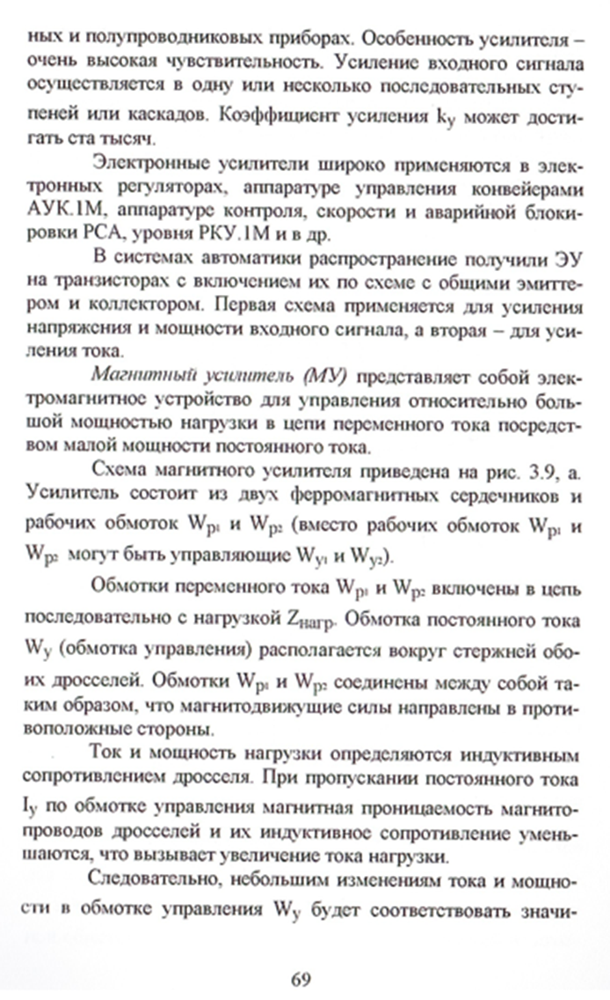 ных и полупроводниковых приборах. Особенность усилителя –
очень высокая чувствительность. Усиление входного сигнала
осуществляется в одну или несколько последовательных сту-
пеней или каскадов. Коэффициент усиления kу может дости-
гать ста тысяч.
Электронные усилители широко применяются в элек-
тронных регуляторах, аппаратуре управления конвейерами
АУК.1М, аппаратуре контроля, скорости и аварийной блоки-
ровки РСА, уровня РКУ.1М и в др.
В системах автоматики распространение получили ЭУ
на транзисторах с включением их по схеме с общими эмитте-
ром и коллектором. Первая схема применяется для усиления
напряжения и мощности входного сигнала, а вторая – для уси-
ления тока.
Магнитный усилитель (МУ) представляет собой элек-
тромагнитное устройство для управления относительно боль-
шой мощностью нагрузки в цепи переменного тока посредст-
вом малой мощности постоянного тока.
Схема магнитного усилителя приведена на рис. 3.9, а.
Усилитель состоит из двух ферромагнитных сердечников и
рабочих обмоток Wр1 и Wр2 (вместо рабочих обмоток Wр1 и
Wр2 могут быть управляющие Wу1 и Wу2).
Обмотки переменного тока Wр1 и Wр2 включены в цепь
последовательно с нагрузкой Zнагр. Обмотка постоянного тока
Wу (обмотка управления) располагается вокруг стержней обо-
их дросселей. Обмотки Wр1 и Wр2 соединены между собой та-
ким образом, что магнитодвижущие силы направлены в проти-
воположные стороны.
Ток и мощность нагрузки определяются индуктивным
сопротивлением дросселя. При пропускании постоянного тока
Iу по обмотке управления магнитная проницаемость магнито-
проводов дросселей и их индуктивное сопротивление умень-
шаются, что вызывает увеличение тока нагрузки.
Следовательно, небольшим изменениям тока и мощно-
сти в обмотке управления Wу будет соответствовать значи-
69